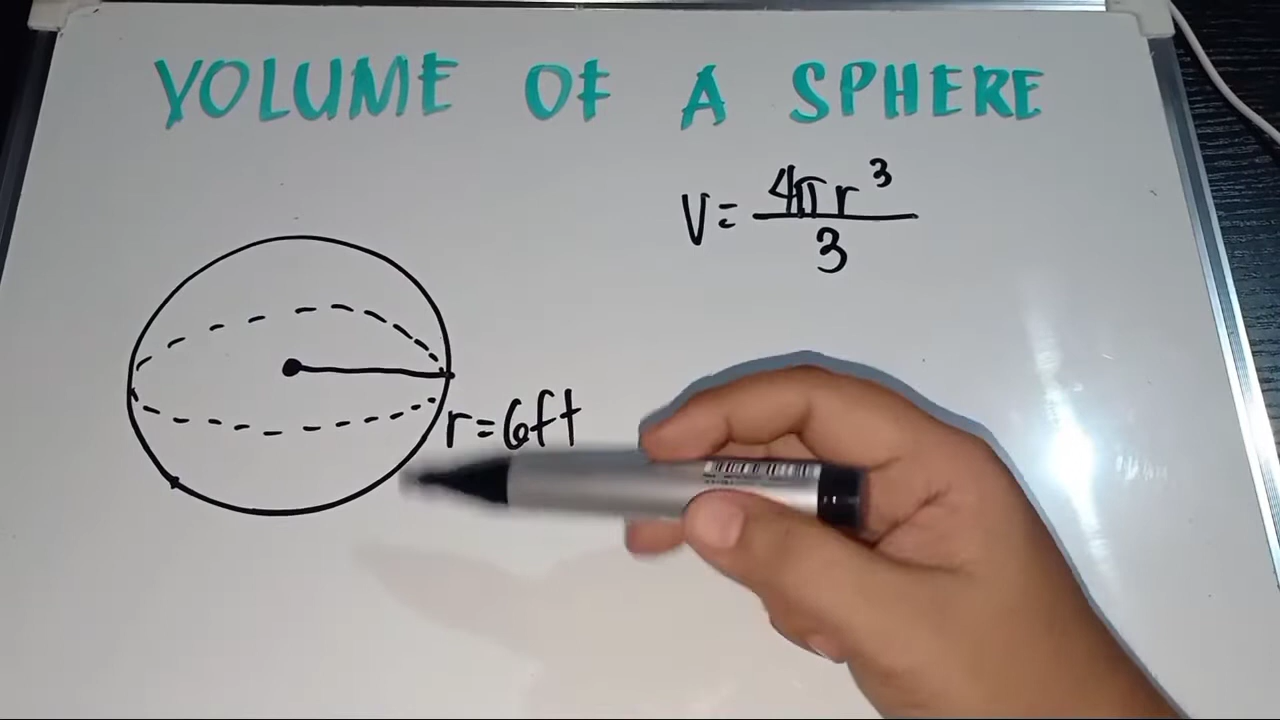 VOLUME OF A SPHERE
V = 4πr³ / 3
r = 6ft